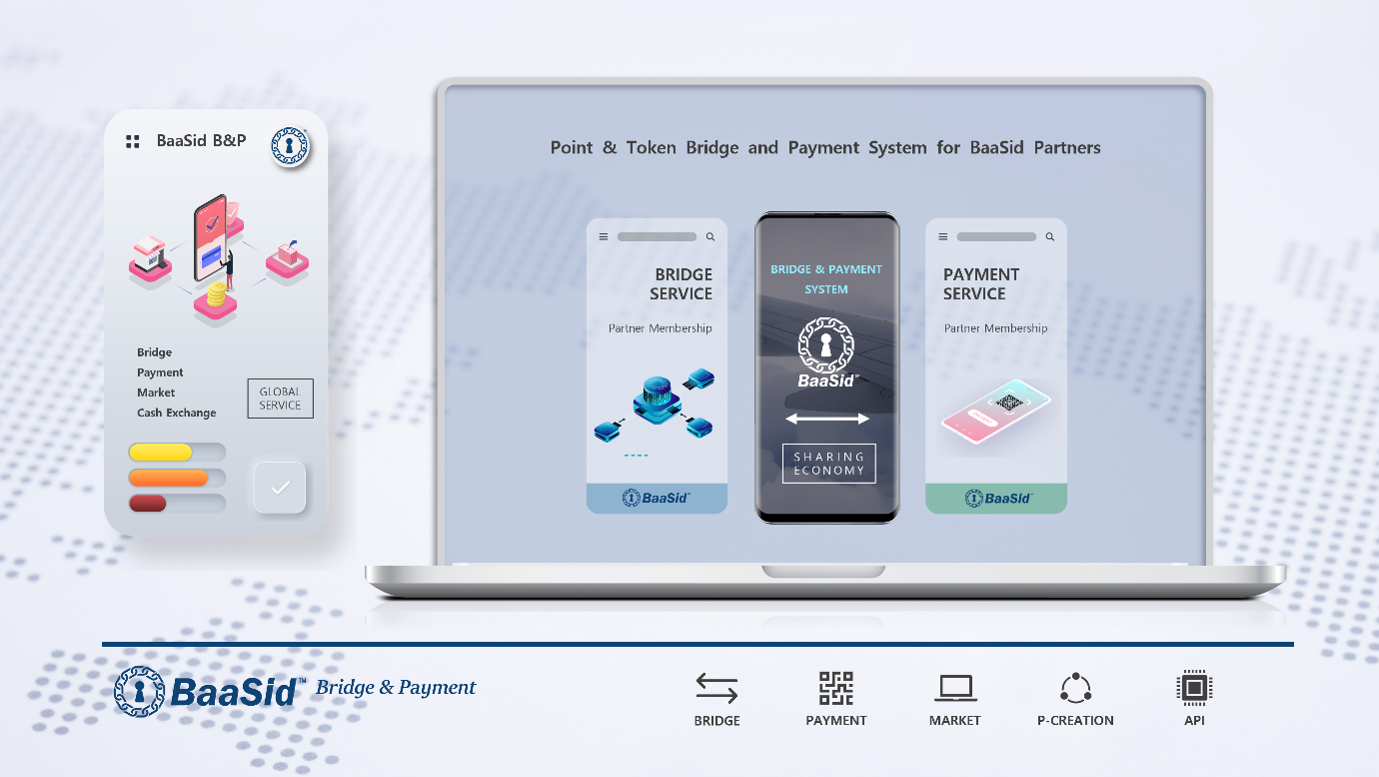 BaaSid B&P
Bridge
Payment
Market
Cash Exchange
GLOBAL
SERVICE
Point & Token Bridge and Payment System for BaaSid Partners
BRIDGE
SERVICE
Partner Membership
BaaSid™
BRIDGE & PAYMENT
SYSTEM
BaaSid™
SHARING
ECONOMY
PAYMENT
SERVICE
Partner Membership
BaaSid™
BaaSid™ Bridge & Payment
BRIDGE
PAYMENT
MARKET
P-CREATION
API